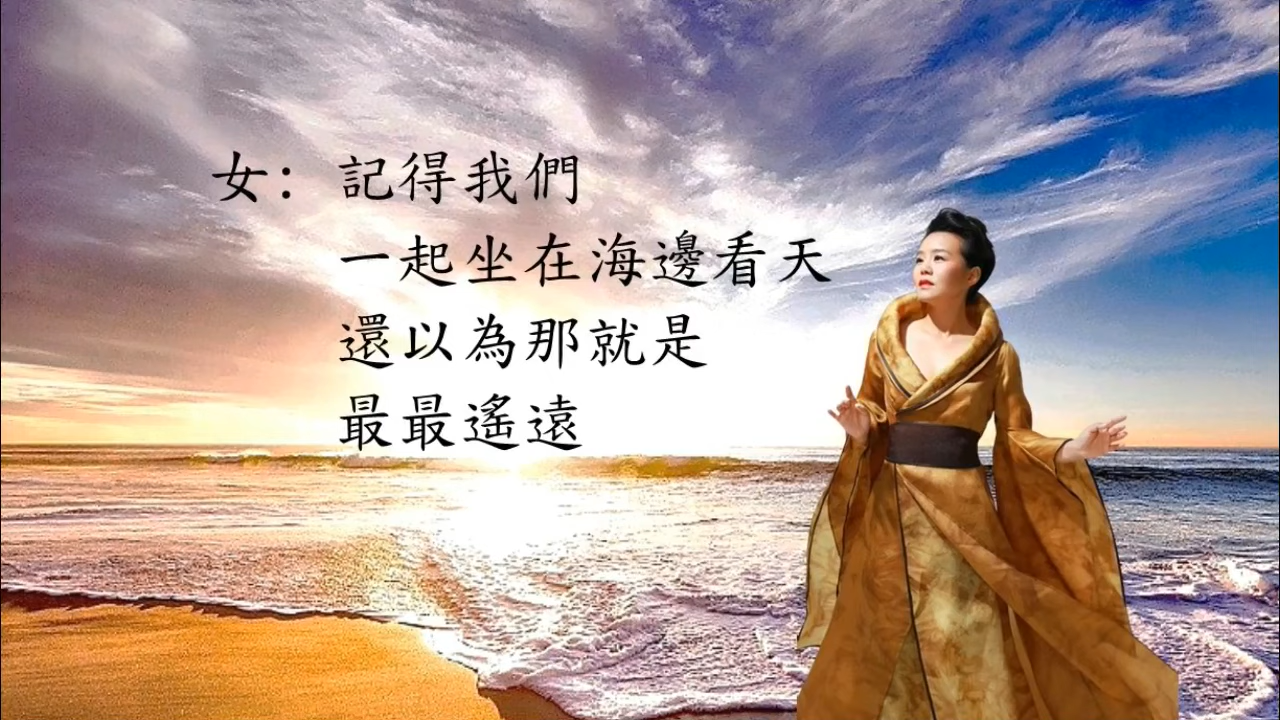 女：記得我們
一起坐在海邊看天
還以為那就是
最最遙遠